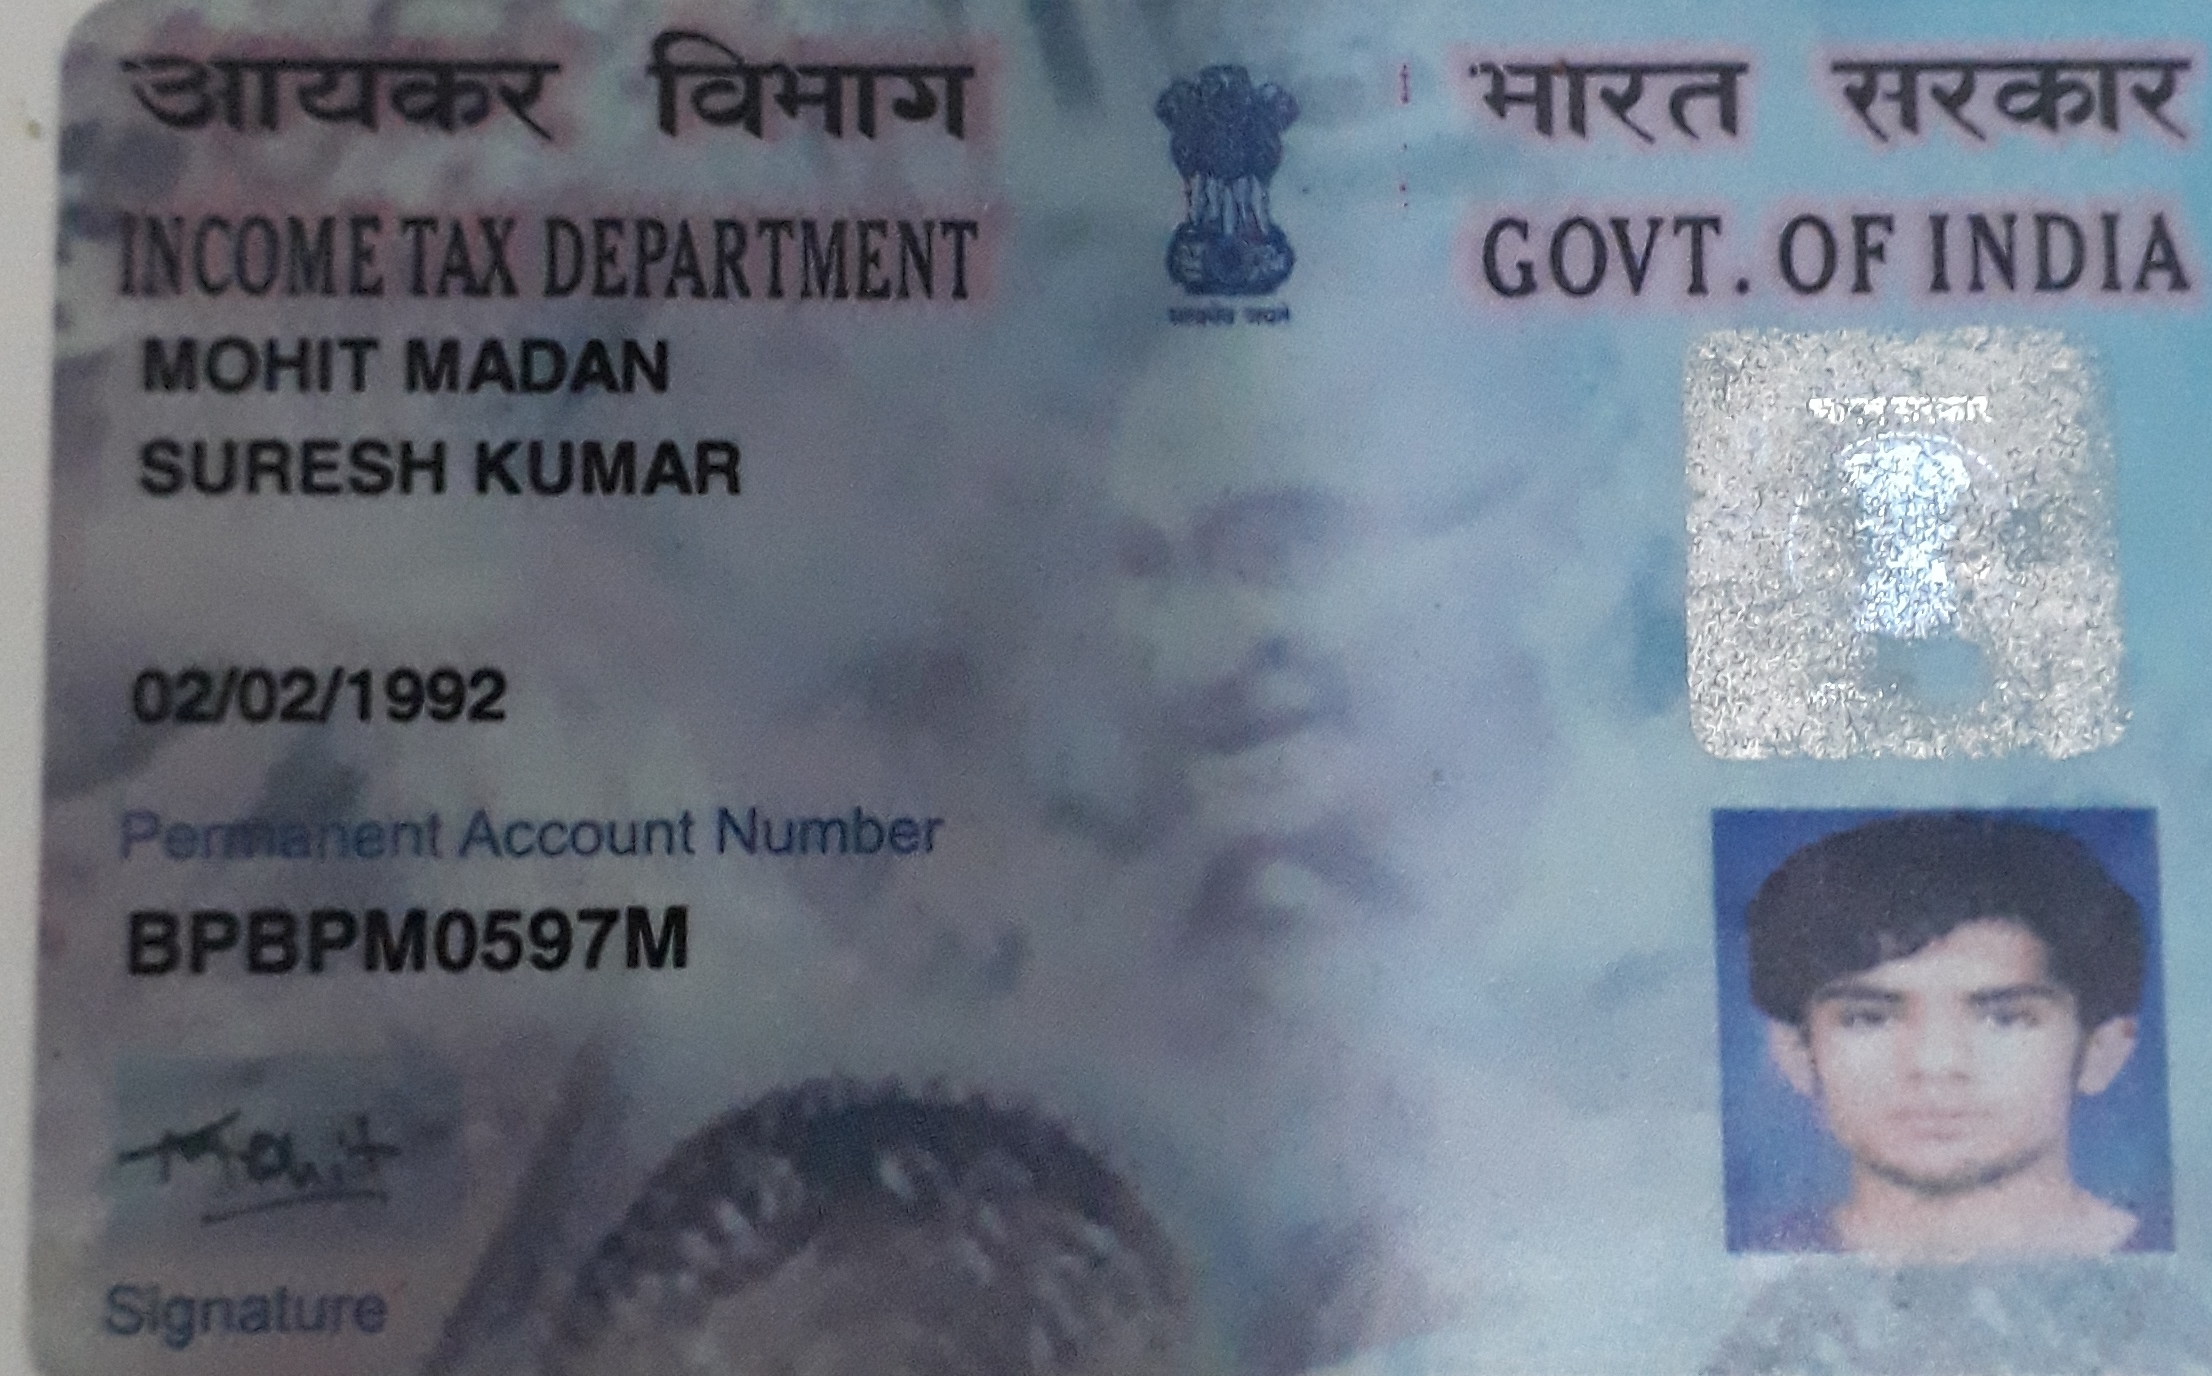 आयकर विभाग
भारत सरकार
INCOME TAX DEPARTMENT
GOVT. OF INDIA
सत्यमेव जयते
MOHIT MADAN
SURESH KUMAR
भारत सरकार
02/02/1992
Permanent Account Number
BPBPM0597M
Mohit
Signature